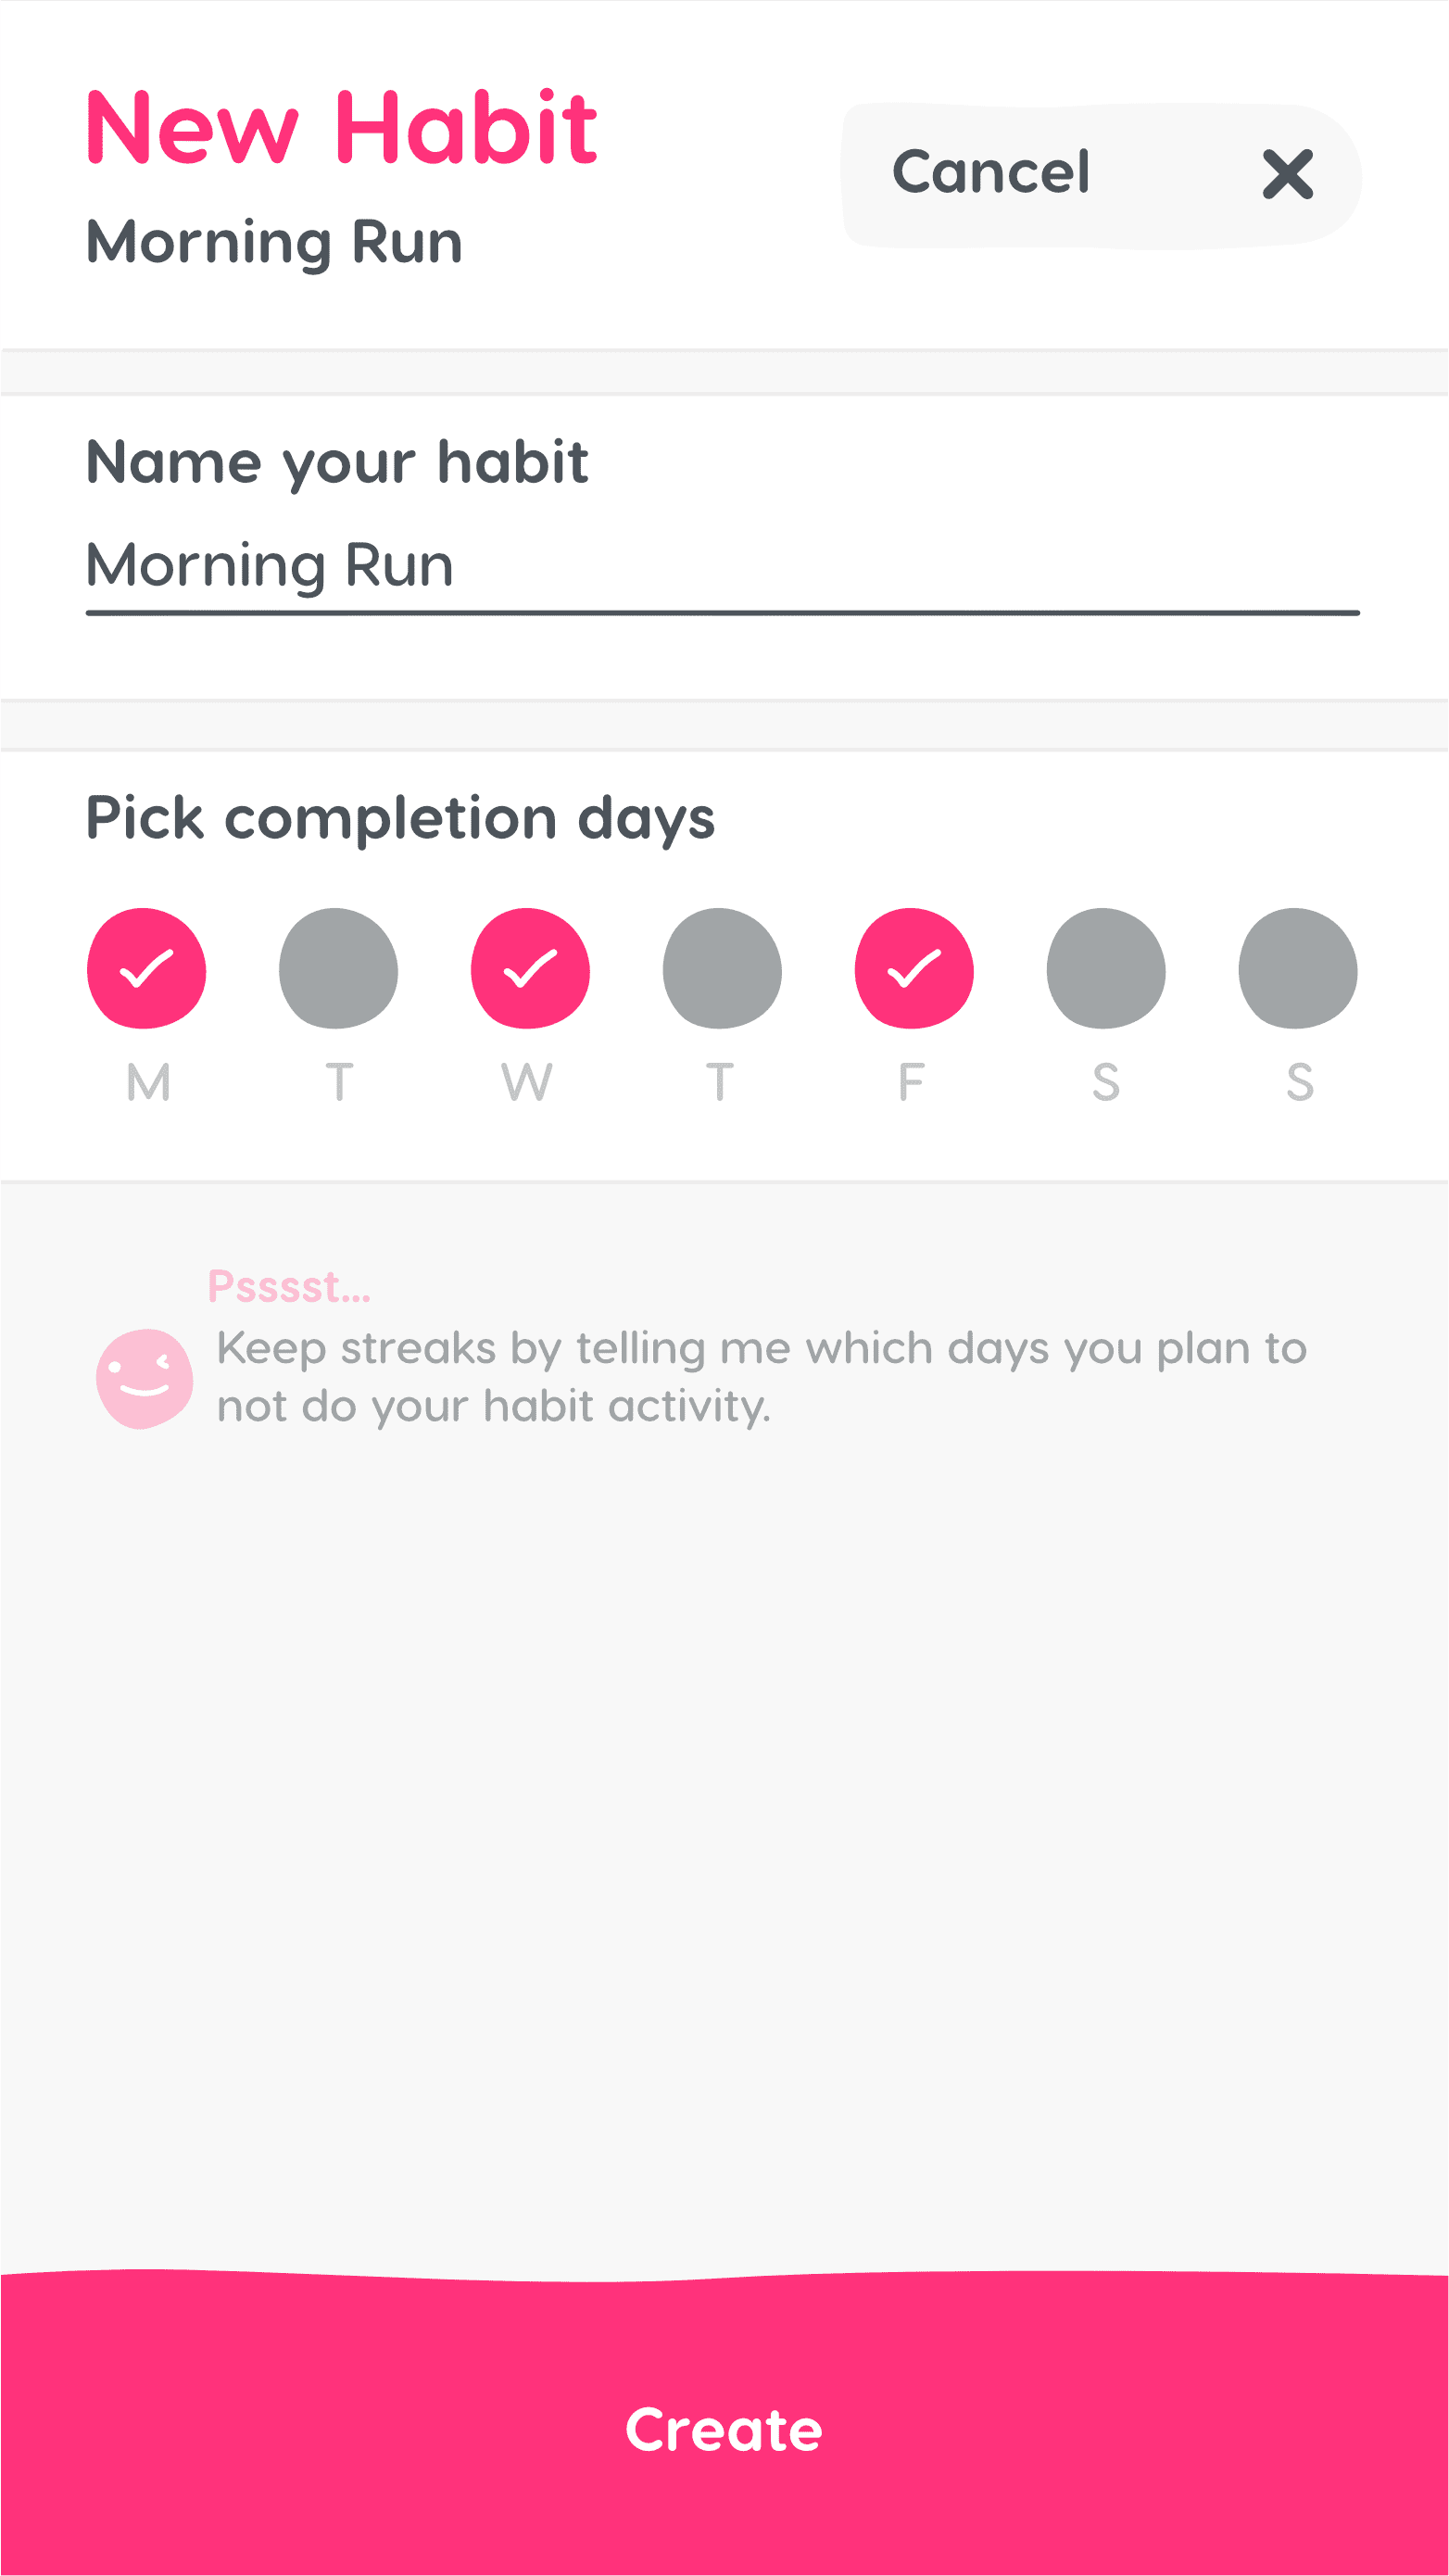 New Habit
Morning Run
Cancel
Name your habit
Morning Run
Pick completion days
M T W T F S S
Psssst...
Keep streaks by telling me which days you plan to
not do your habit activity.
Create